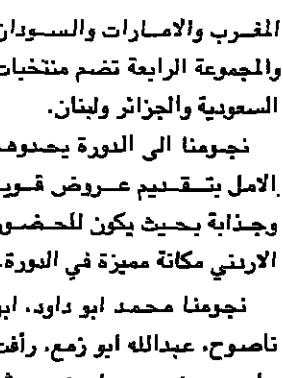 المغرب والامارات والسودان
والمجموعة الرابعة تضم منتخبات
السعودية والجزائر ولبنان.
نجومنا الى الدورة يحدوهم
الامل بتقديم عروض قوية
وجذابة بحيث يكون للحضور
الاردني مكانة مميزة في الدورة.
نجومنا محمد ابو داود، ابو
ناصوح، عبدالله ابو زمع، رأفت